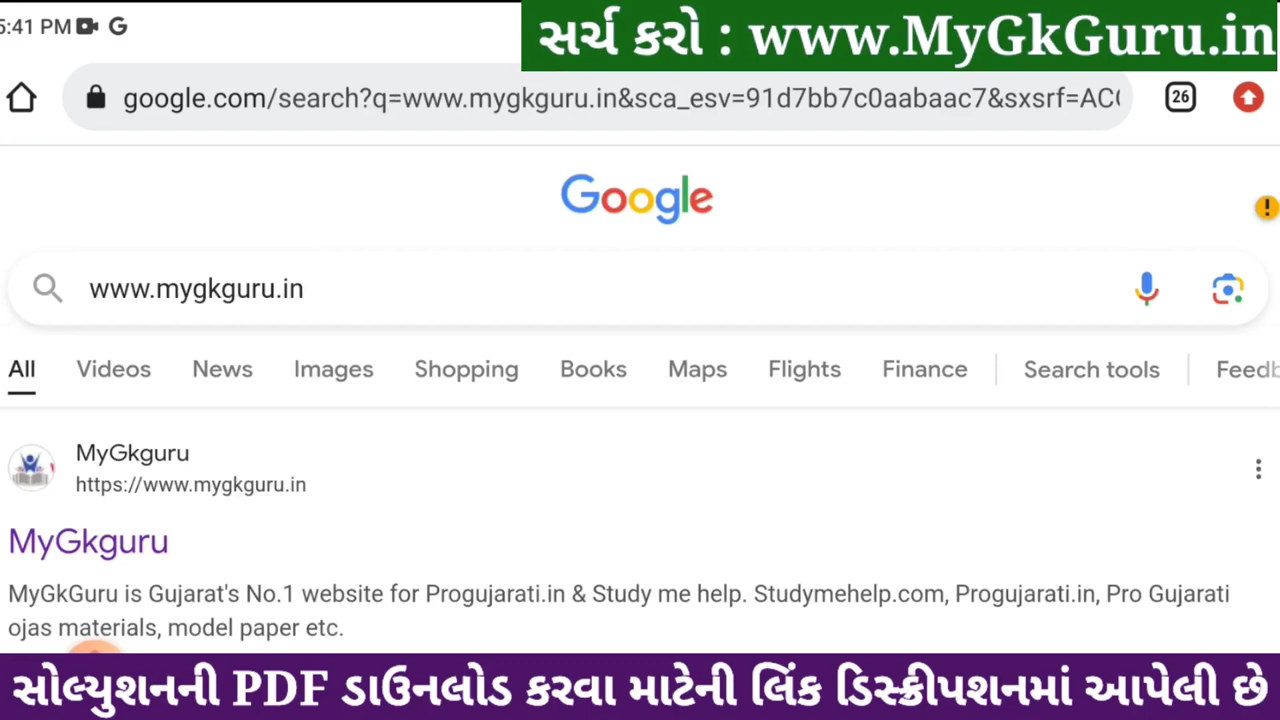 5:41 PM G
સર્ચ કરો : www.MyGkGuru.in
google.com/search?q=www.mygkguru.in&sca_esv=91d7bb7c0aabaac7&sxsrf=AC
26
Google
www.mygkguru.in
All Videos News Images Shopping Books Maps Flights Finance Search tools Feedb
MyGkguru
https://www.mygkguru.in
MyGkguru
MyGkGuru is Gujarat's No.1 website for Progujarati.in & Study me help. Studymehelp.com, Progujarati.in, Pro Gujarati
ojas materials, model paper etc.
સોલ્યુશનની PDF ડાઉનલોડ કરવા માટેની લિંક ડિસ્ક્રીપશનમાં આપેલી છે